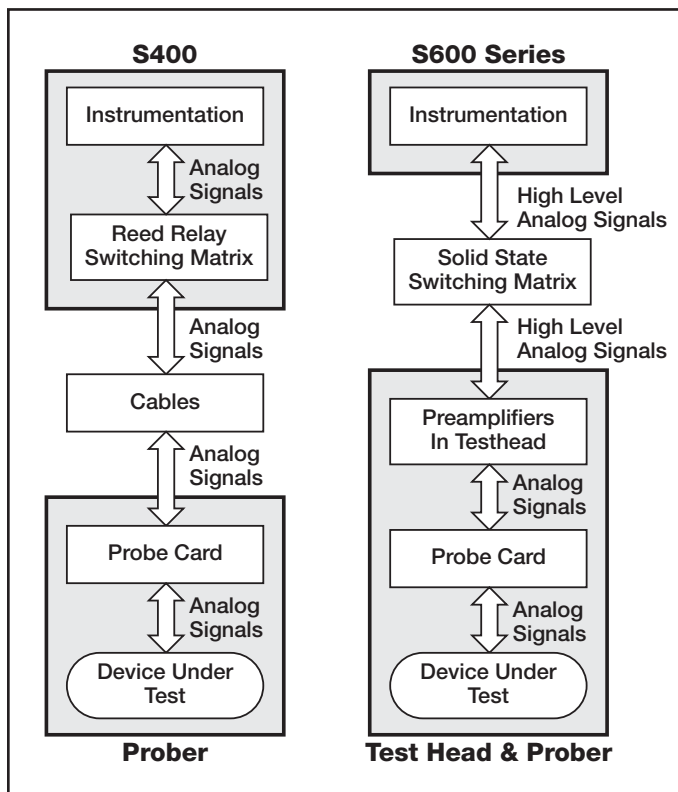 S400
Instrumentation
Analog
Signals
Reed Relay
Switching Matrix
Analog
Signals
Cables
Analog
Signals
Probe Card
Analog
Signals
Device Under
Test
Prober
S600 Series
Instrumentation
High Level
Analog Signals
Solid State
Switching Matrix
High Level
Analog Signals
Preamplifiers
In Testhead
Analog
Signals
Probe Card
Analog
Signals
Device Under
Test
Test Head & Prober